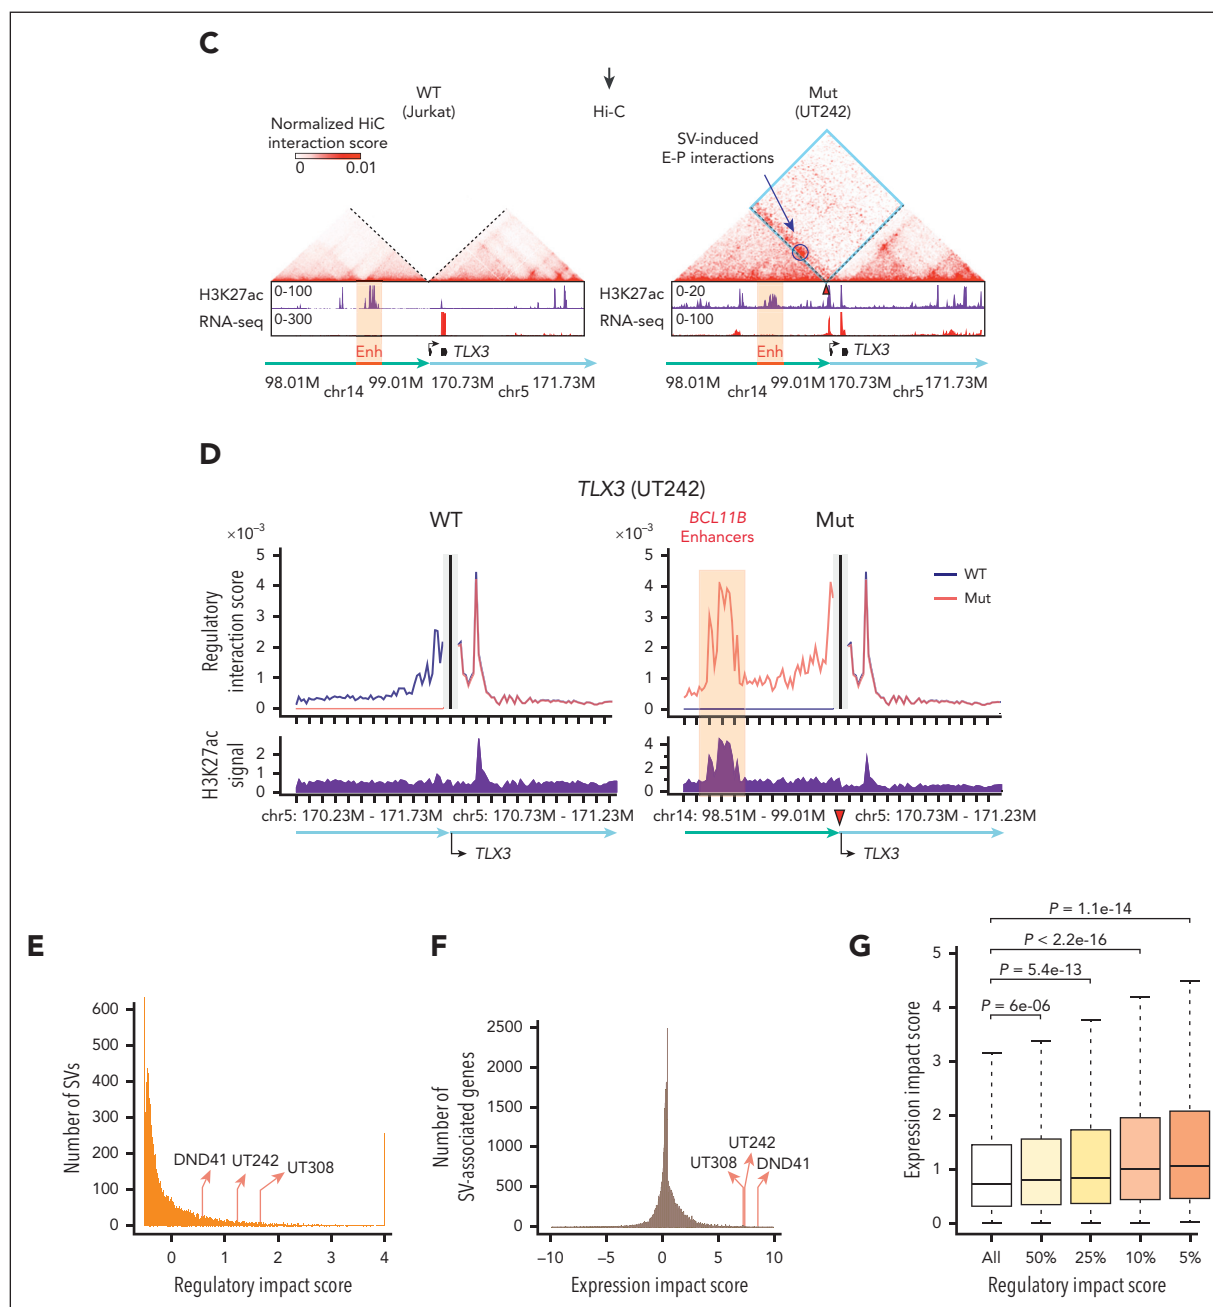 C
WT
(Jurkat)
Hi-C
Mut
(UT242)
Normalized HiC
interaction score
0 0.01
SV-induced
E-P interactions
H3K27ac 0-100
RNA-seq 0-300
Enh
TLX3
98.01M chr14 99.01M 170.73M chr5 171.73M
H3K27ac 0-20
RNA-seq 0-100
Enh
TLX3
98.01M chr14 99.01M 170.73M chr5 171.73M
D
TLX3 (UT242)
WT
×10⁻³
Regulatory
interaction score
5
4
3
2
1
0
H3K27ac
signal
2
1
0
chr5: 170.23M - 171.73M chr5: 170.73M - 171.23M
TLX3
BCL11B
Enhancers
Mut
×10⁻³
5
4
3
2
1
0
WT
Mut
4
2
0
chr14: 98.51M - 99.01M chr5: 170.73M - 171.23M
TLX3
E
Number of SVs
600
500
400
300
200
100
0
DND41
UT242
UT308
0 1 2 3 4
Regulatory impact score
F
Number of
SV-associated genes
2500
2000
1500
1000
500
0
UT242
UT308
DND41
−10 −5 0 5 10
Expression impact score
G
P = 1.1e-14
P < 2.2e-16
P = 5.4e-13
P = 6e-06
Expression impact score
5
4
3
2
1
0
All 50% 25% 10% 5%
Regulatory impact score